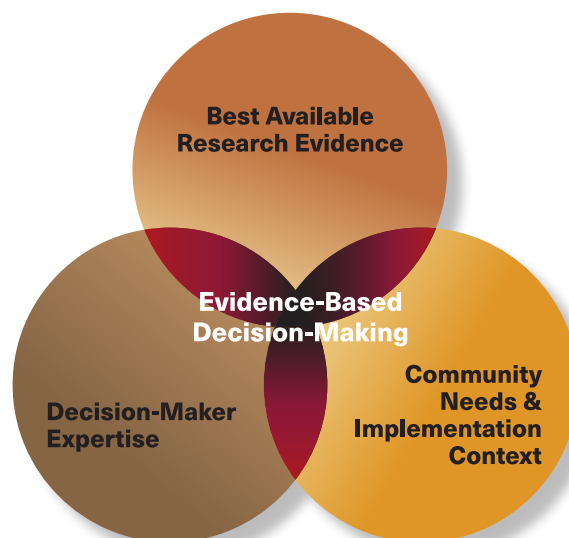 Best Available
Research Evidence
Evidence-Based
Decision-Making
Decision-Maker
Expertise
Community
Needs &
Implementation
Context